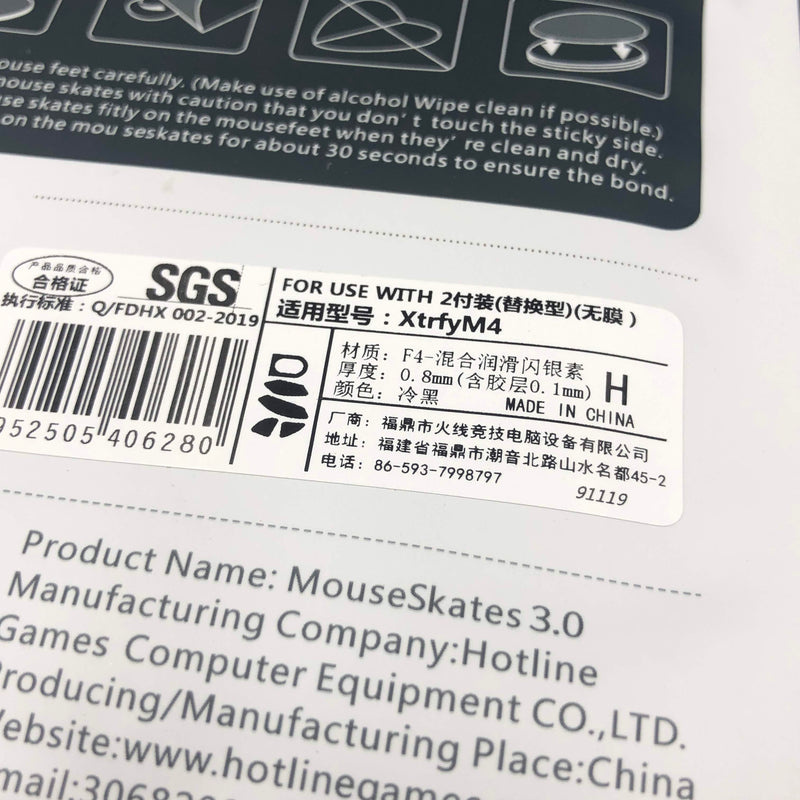 ouse feet carefully. (Make use of alcohol Wipe clean if possible.)
mouse skates with caution that you don't touch the sticky side.
use skates fitly on the mousefeet when they're clean and dry.
on the mou seskates for about 30 seconds to ensure the bond.
产品品质合格
合格证
SGS
执行标准：Q/FDHX 002-2019
952505 406280
FOR USE WITH 2付装(替换型)(无膜)
适用型号：XtrfyM4
材质：F4-混合润滑闪银素
厚度：0.8mm(含胶层0.1mm)
颜色：冷黑
H
MADE IN CHINA
厂商：福鼎市火线竞技电脑设备有限公司
地址：福建省福鼎市潮音北路山水名都45-2
电话：86-593-7998797
91119
Product Name: MouseSkates 3.0
Manufacturing Company:Hotline
Games Computer Equipment CO.,LTD.
Producing/Manufacturing Place:China
Website:www.hotlinegame
mail:306820